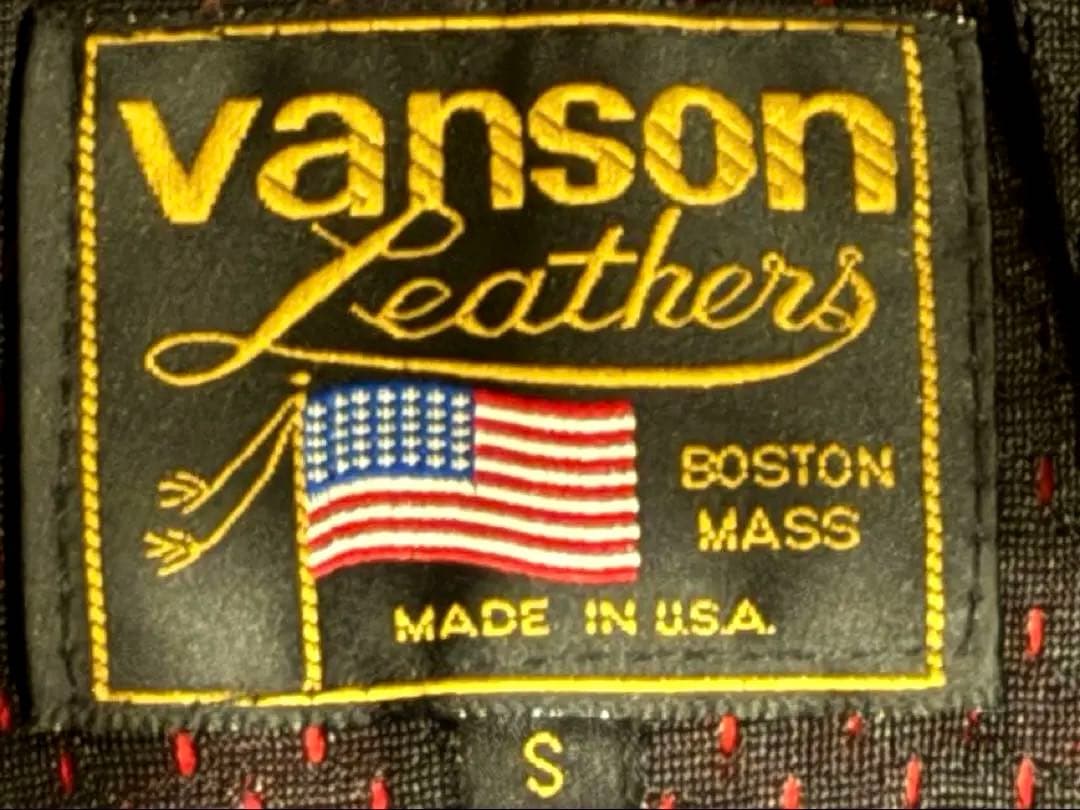 vanson
Leathers
BOSTON
MASS
MADE IN U.S.A.
S